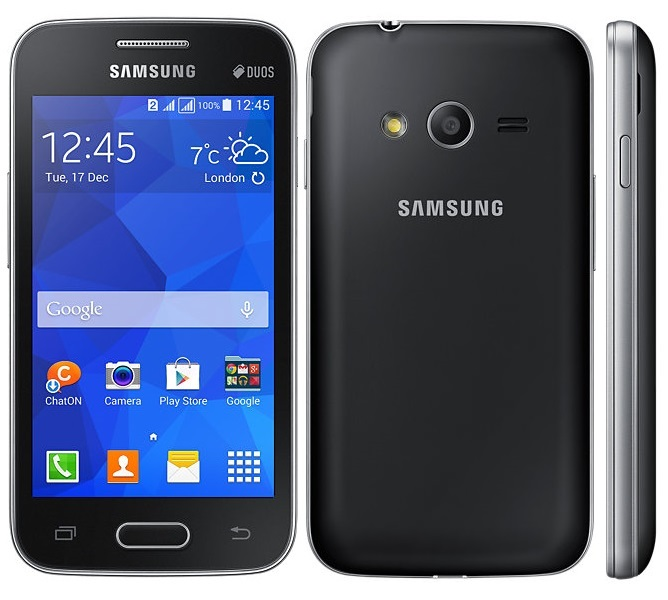 SAMSUNG DUOS
2 100% 12:45
12:45 7°c
Tue, 17 Dec London
Google
ChatON Camera Play Store Google
SAMSUNG